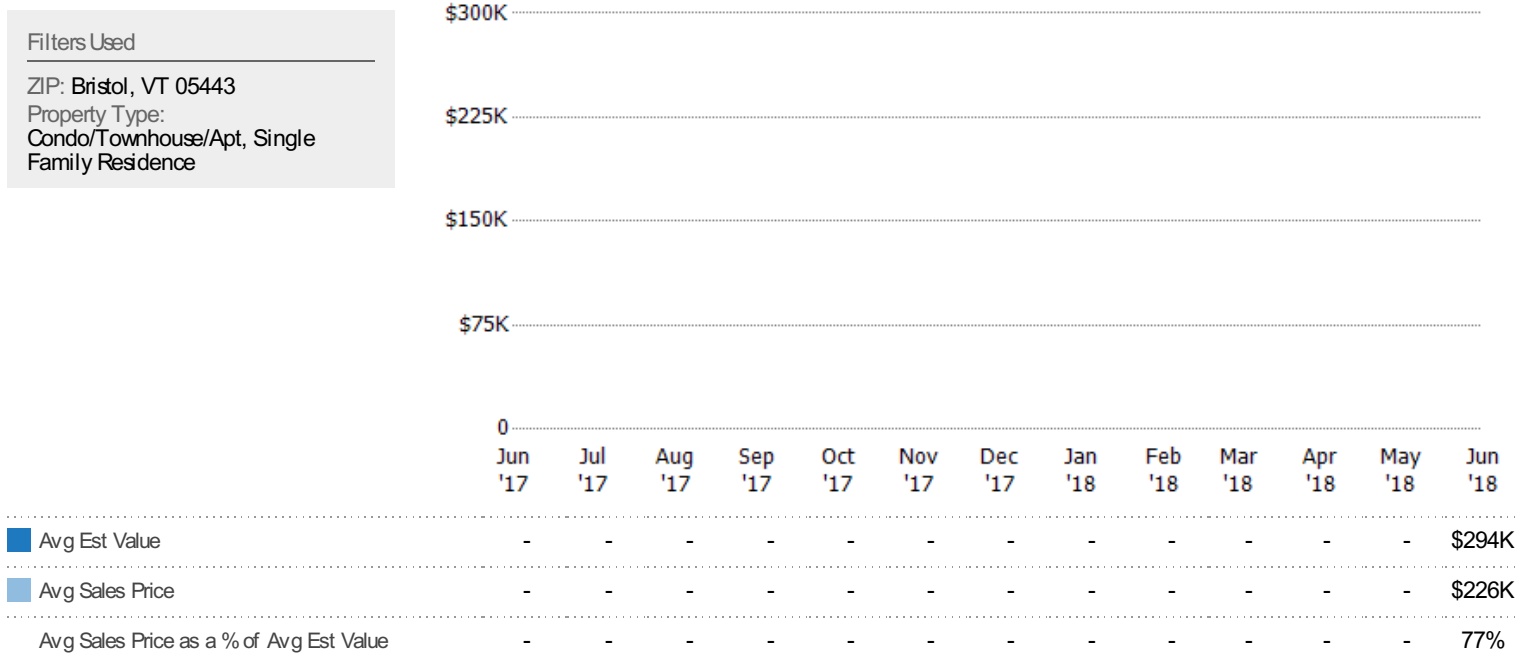 Filters Used
ZIP: Bristol, VT 05443
Property Type:
Condo/Townhouse/Apt, Single
Family Residence
$300K
$225K
$150K
$75K
0
Jun Jul Aug Sep Oct Nov Dec Jan Feb Mar Apr May Jun
'17 '17 '17 '17 '17 '17 '17 '18 '18 '18 '18 '18 '18
Avg Est Value - - - - - - - - - - - - $294K
Avg Sales Price - - - - - - - - - - - - $226K
Avg Sales Price as a % of Avg Est Value - - - - - - - - - - - - 77%